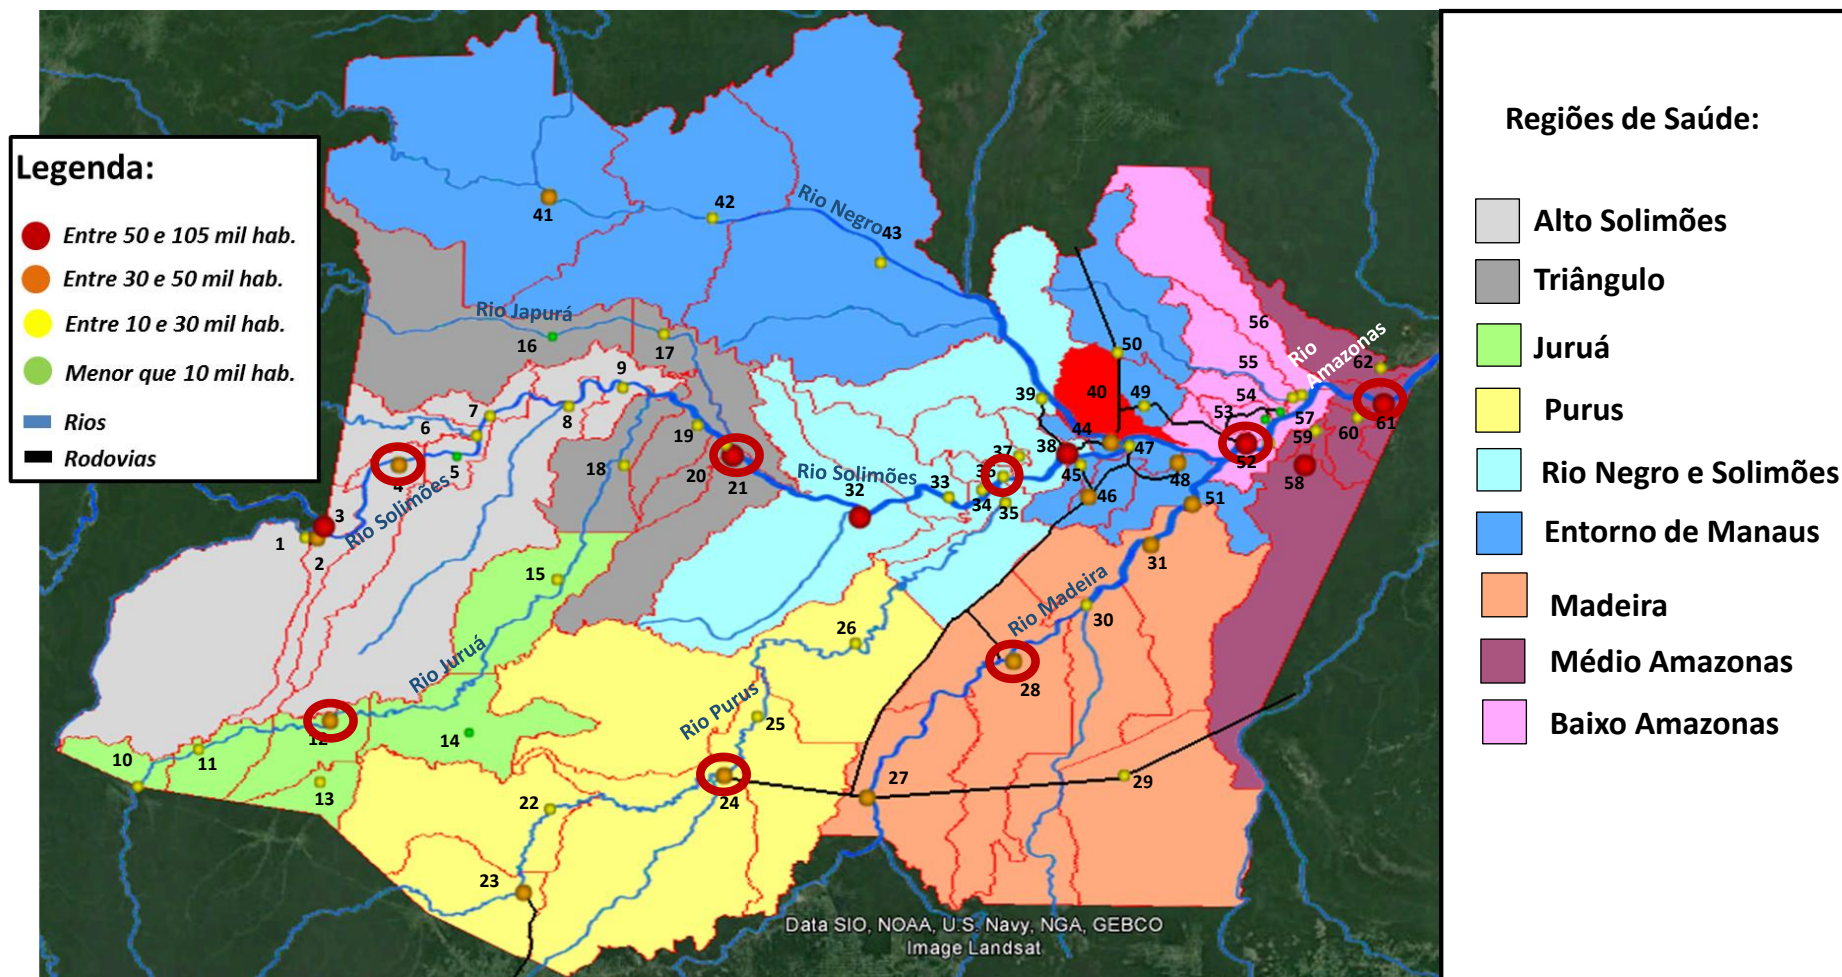 Legenda:
Entre 50 e 105 mil hab.
Entre 30 e 50 mil hab.
Entre 10 e 30 mil hab.
Menor que 10 mil hab.
Rios
Rodovias
Regiões de Saúde:
Alto Solimões
Triângulo
Juruá
Purus
Rio Negro e Solimões
Entorno de Manaus
Madeira
Médio Amazonas
Baixo Amazonas
Rio Negro
Rio Japurá
Rio Solimões
Rio Solimões
Rio Juruá
Rio Purus
Rio Madeira
Rio
Amazonas
1
2
3
4
5
6
7
8
9
10
11
12
13
14
15
16
17
18
19
20
21
22
23
24
25
26
27
28
29
30
31
32
33
34
35
36
37
38
39
40
41
42
43
44
45
46
47
48
49
50
51
52
53
54
55
56
57
58
59
60
61
62
Data SIO, NOAA, U.S. Navy, NGA, GEBCO
Image Landsat